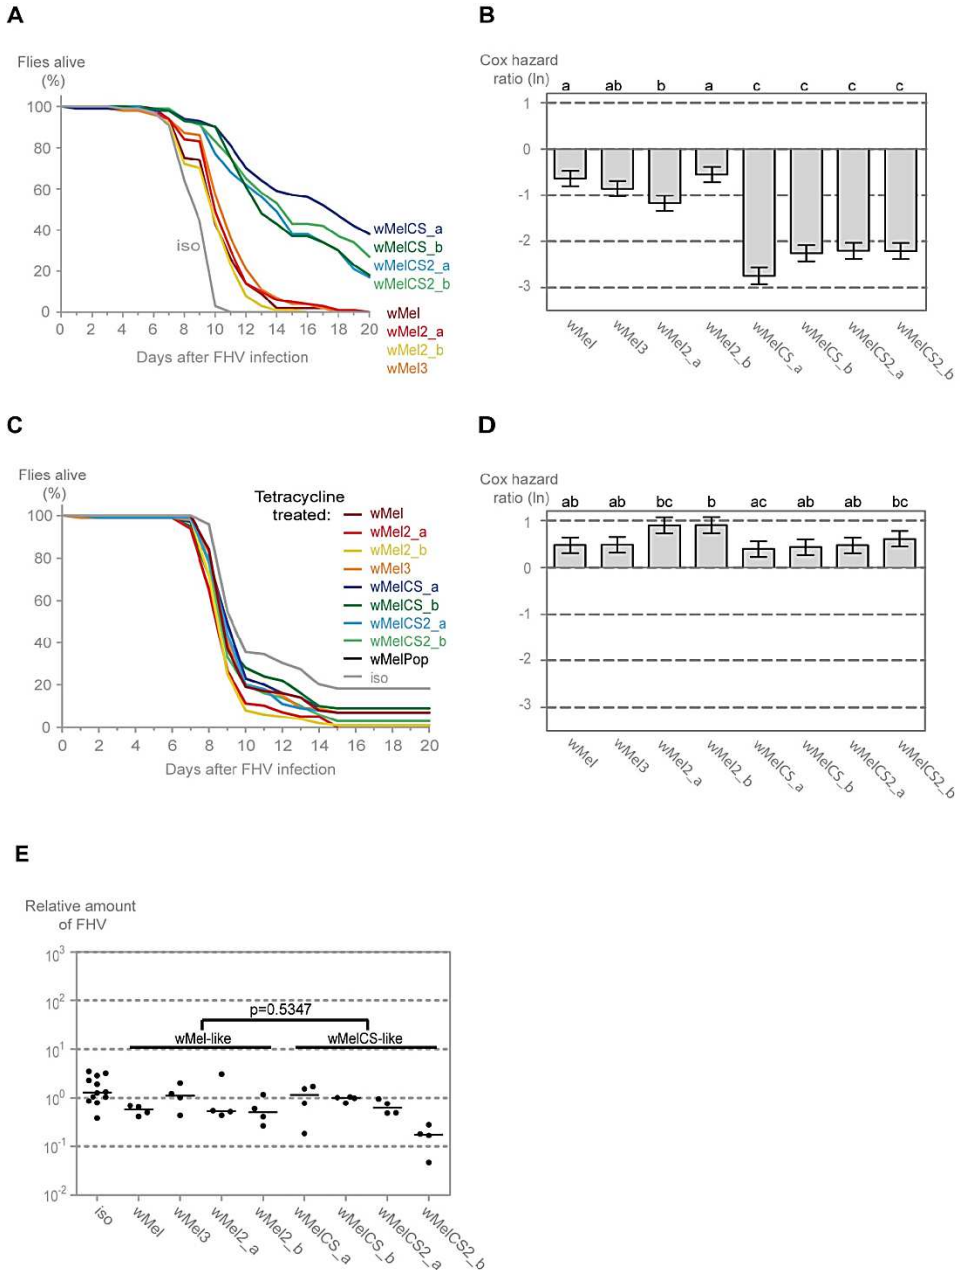 A
Flies alive
(%)
100
80
60
40
20
0
iso
wMelCS_a
wMelCS_b
wMelCS2_a
wMelCS2_b
wMel
wMel2_a
wMel2_b
wMel3
0 2 4 6 8 10 12 14 16 18 20
Days after FHV infection
B
Cox hazard
ratio (ln)
a ab b a c c c c
1
0
-1
-2
-3
wMel wMel3 wMel2_a wMel2_b wMelCS_a wMelCS_b wMelCS2_a wMelCS2_b
C
Flies alive
(%)
100
80
60
40
20
0
Tetracycline
treated:
wMel
wMel2_a
wMel2_b
wMel3
wMelCS_a
wMelCS_b
wMelCS2_a
wMelCS2_b
wMelPop
iso
0 2 4 6 8 10 12 14 16 18 20
Days after FHV infection
D
Cox hazard
ratio (ln)
ab ab bc b ac ab ab bc
1
0
-1
-2
-3
wMel wMel3 wMel2_a wMel2_b wMelCS_a wMelCS_b wMelCS2_a wMelCS2_b
E
Relative amount
of FHV
10³
10²
10¹
10⁰
10⁻¹
10⁻²
p=0.5347
wMel-like wMelCS-like
iso wMel wMel3 wMel2_a wMel2_b wMelCS_a wMelCS_b wMelCS2_a wMelCS2_b